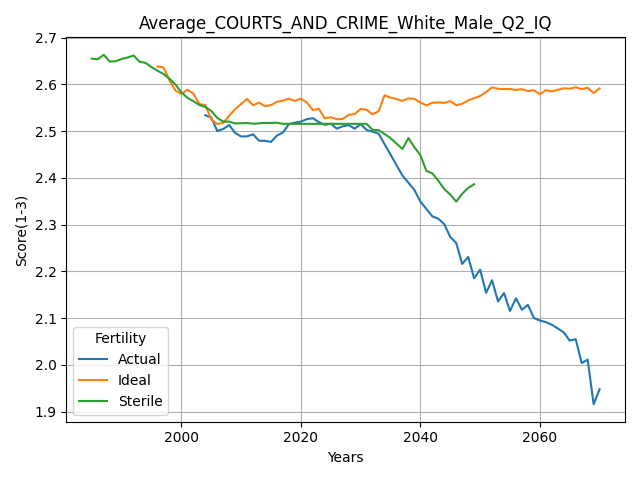 Average_COURTS_AND_CRIME_White_Male_Q2_IQ
2.7
2.6
2.5
2.4
2.3
2.2
2.1
2.0
1.9
Score(1-3)
Fertility
Actual
Ideal
Sterile
2000
2020
2040
2060
Years